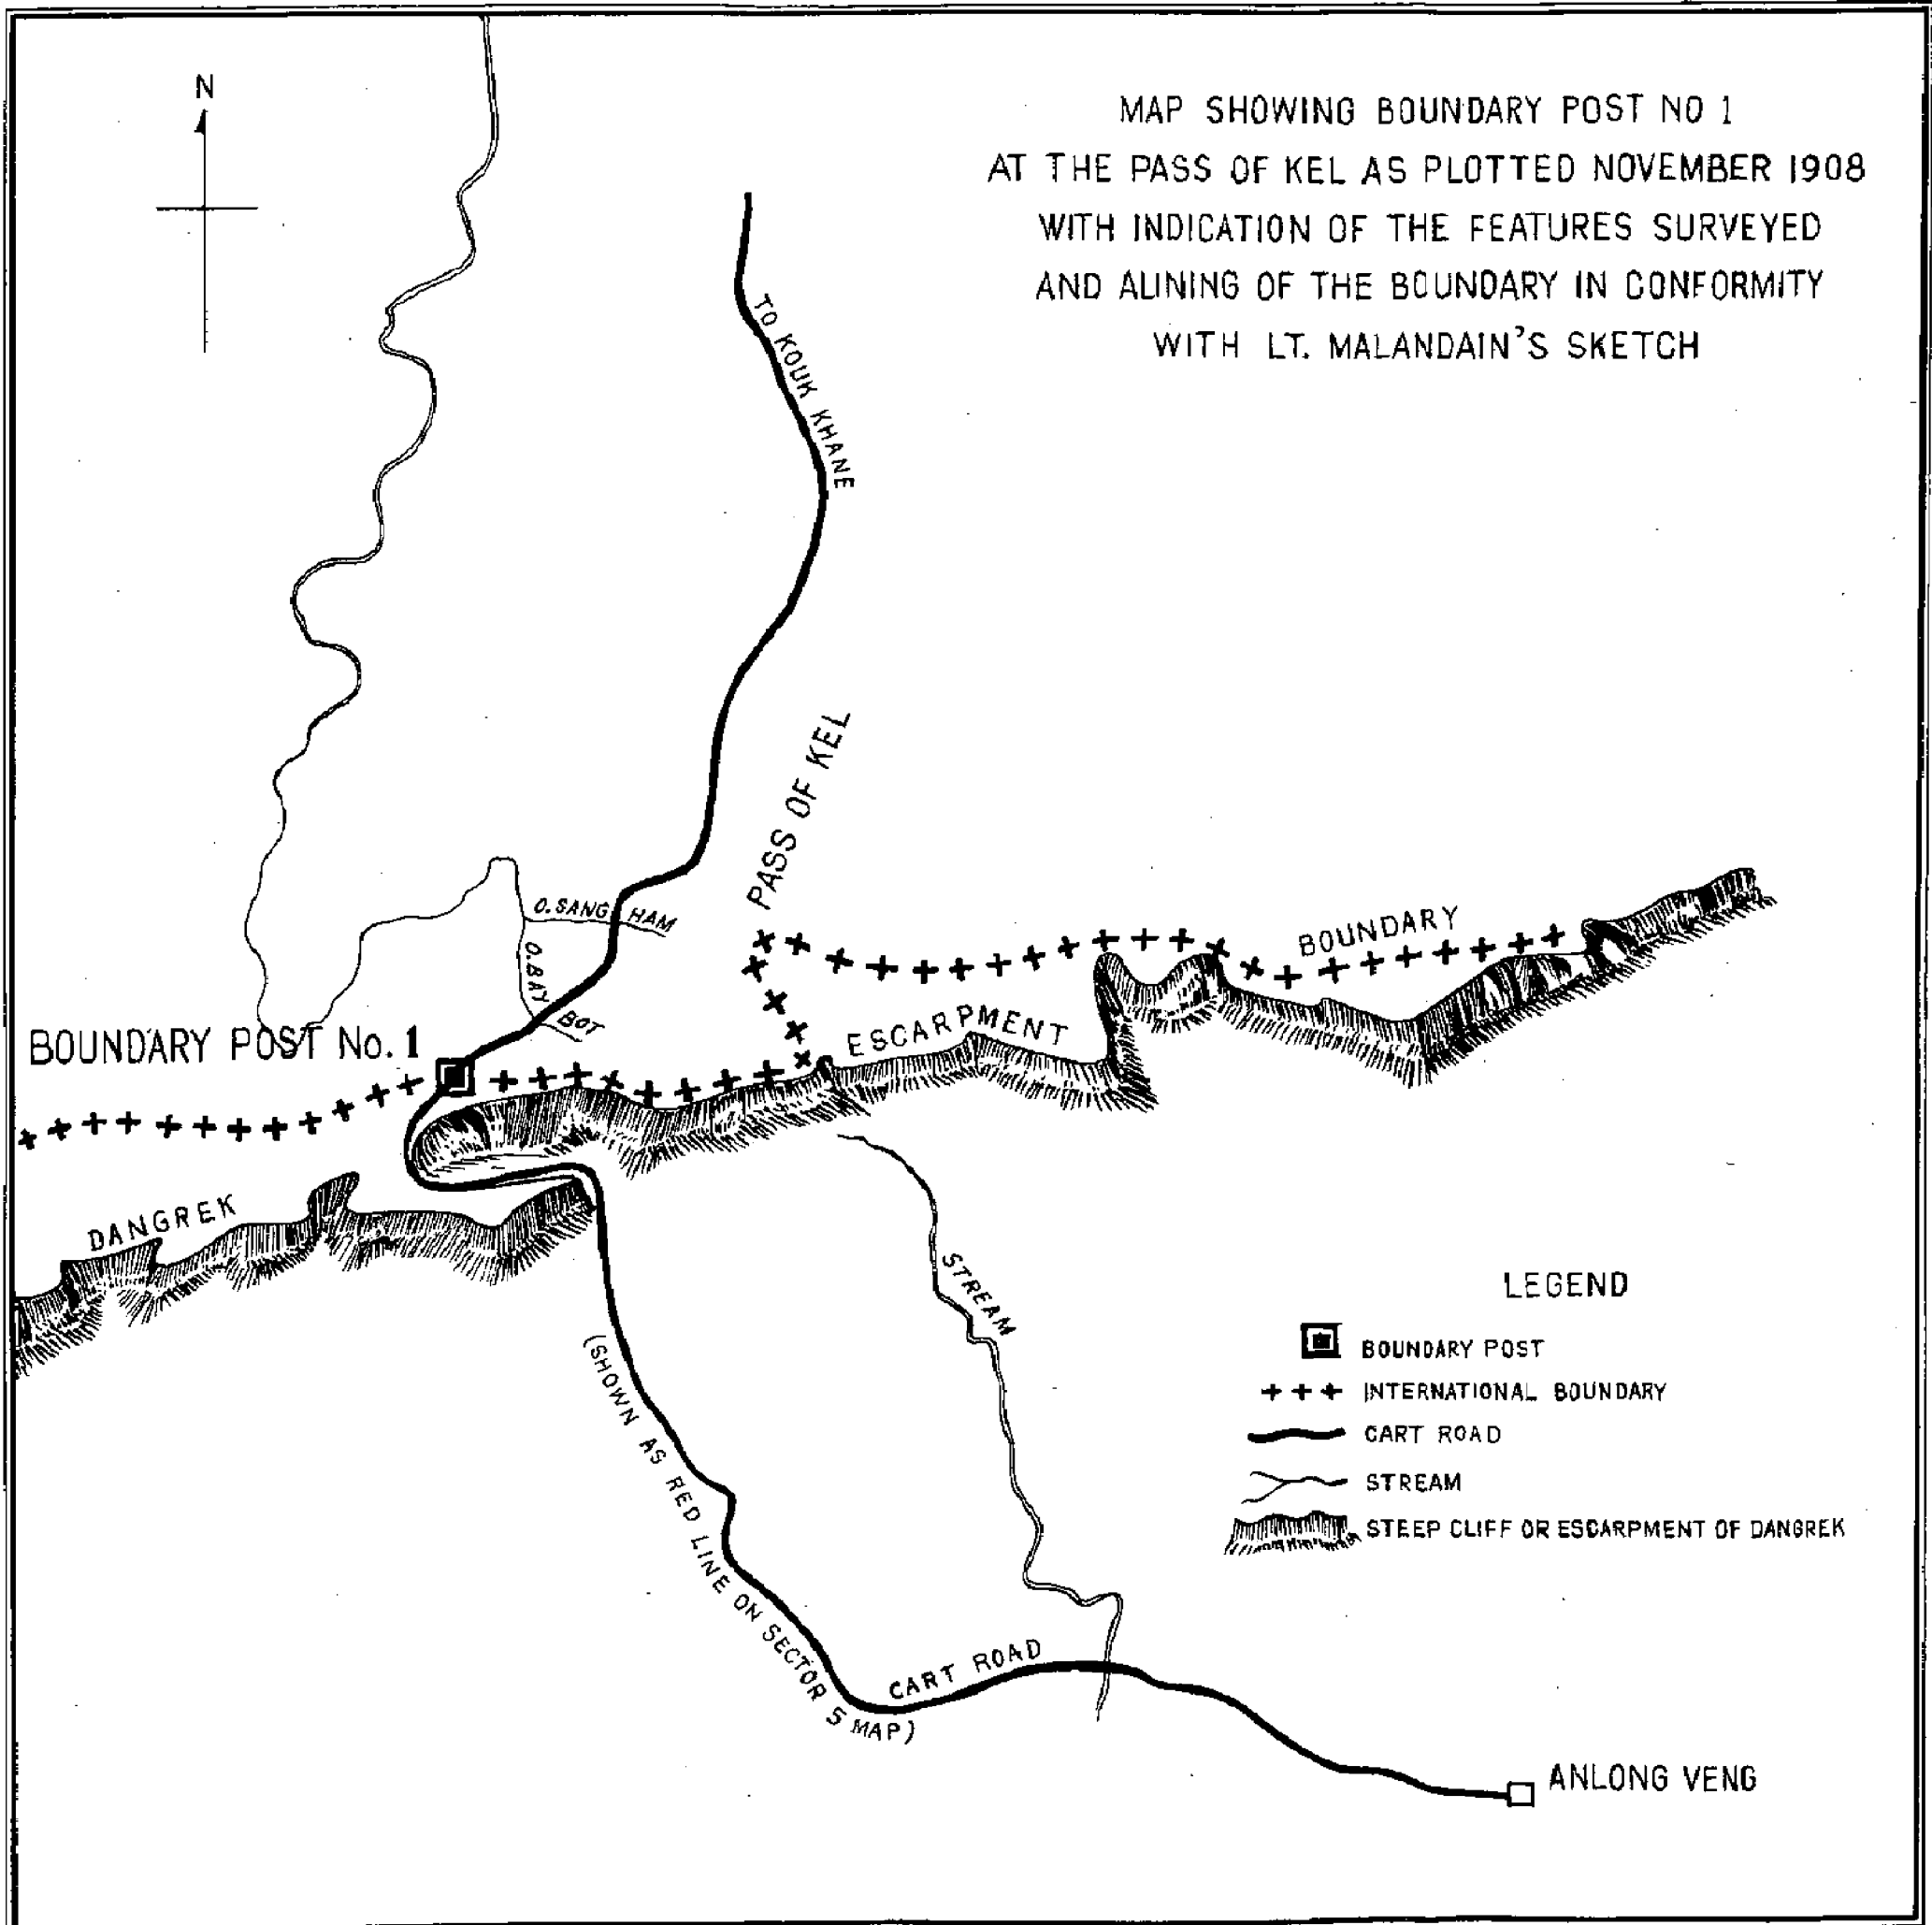 N
MAP SHOWING BOUNDARY POST NO 1
AT THE PASS OF KEL AS PLOTTED NOVEMBER 1908
WITH INDICATION OF THE FEATURES SURVEYED
AND ALINING OF THE BOUNDARY IN CONFORMITY
WITH LT. MALANDAIN'S SKETCH
TO KOUK KHANE
PASS OF KEL
O.SANG HAM
O.BAY BOT
BOUNDARY
BOUNDARY POST No. 1
ESCARPMENT
DANGREK
STREAM
(SHOWN AS RED LINE ON SECTOR 5 MAP)
CART ROAD
ANLONG VENG
LEGEND
BOUNDARY POST
INTERNATIONAL BOUNDARY
CART ROAD
STREAM
STEEP CLIFF OR ESCARPMENT OF DANGREK